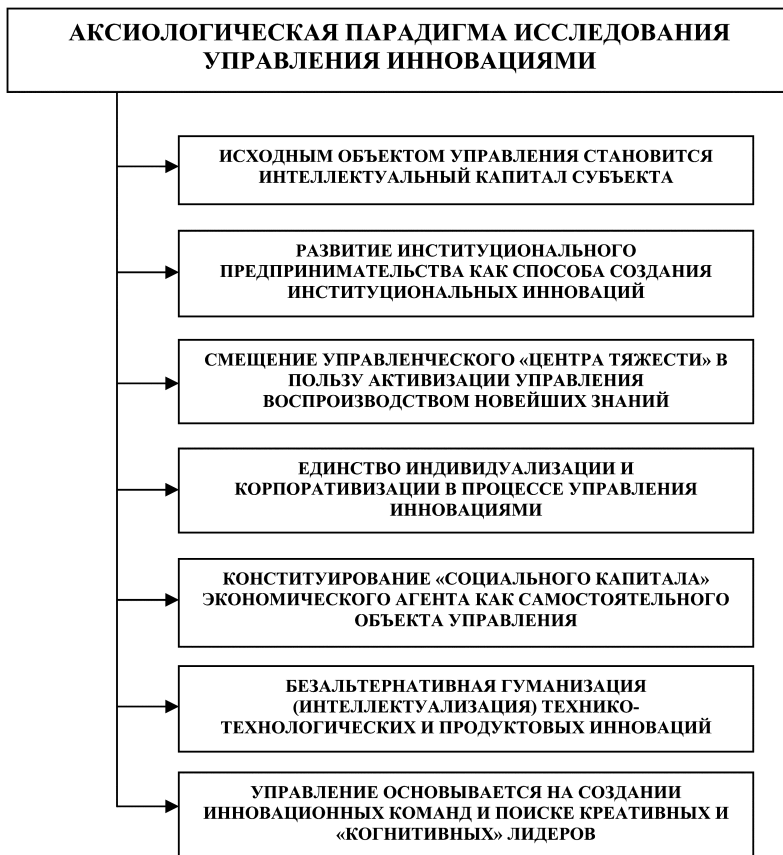 АКСИОЛОГИЧЕСКАЯ ПАРАДИГМА ИССЛЕДОВАНИЯ
УПРАВЛЕНИЯ ИННОВАЦИЯМИ
ИСХОДНЫМ ОБЪЕКТОМ УПРАВЛЕНИЯ СТАНОВИТСЯ
ИНТЕЛЛЕКТУАЛЬНЫЙ КАПИТАЛ СУБЪЕКТА
РАЗВИТИЕ ИНСТИТУЦИОНАЛЬНОГО
ПРЕДПРИНИМАТЕЛЬСТВА КАК СПОСОБА СОЗДАНИЯ
ИНСТИТУЦИОНАЛЬНЫХ ИННОВАЦИЙ
СМЕЩЕНИЕ УПРАВЛЕНЧЕСКОГО «ЦЕНТРА ТЯЖЕСТИ» В
ПОЛЬЗУ АКТИВИЗАЦИИ УПРАВЛЕНИЯ
ВОСПРОИЗВОДСТВОМ НОВЕЙШИХ ЗНАНИЙ
ЕДИНСТВО ИНДИВИДУАЛИЗАЦИИ И
КОРПОРАТИВИЗАЦИИ В ПРОЦЕССЕ УПРАВЛЕНИЯ
ИННОВАЦИЯМИ
КОНСТИТУИРОВАНИЕ «СОЦИАЛЬНОГО КАПИТАЛА»
ЭКОНОМИЧЕСКОГО АГЕНТА КАК САМОСТОЯТЕЛЬНОГО
ОБЪЕКТА УПРАВЛЕНИЯ
БЕЗАЛЬТЕРНАТИВНАЯ ГУМАНИЗАЦИЯ
(ИНТЕЛЛЕКТУАЛИЗАЦИЯ) ТЕХНИКО-
ТЕХНОЛОГИЧЕСКИХ И ПРОДУКТОВЫХ ИННОВАЦИЙ
УПРАВЛЕНИЕ ОСНОВЫВАЕТСЯ НА СОЗДАНИИ
ИННОВАЦИОННЫХ КОМАНД И ПОИСКЕ КРЕАТИВНЫХ И
«КОГНИТИВНЫХ» ЛИДЕРОВ